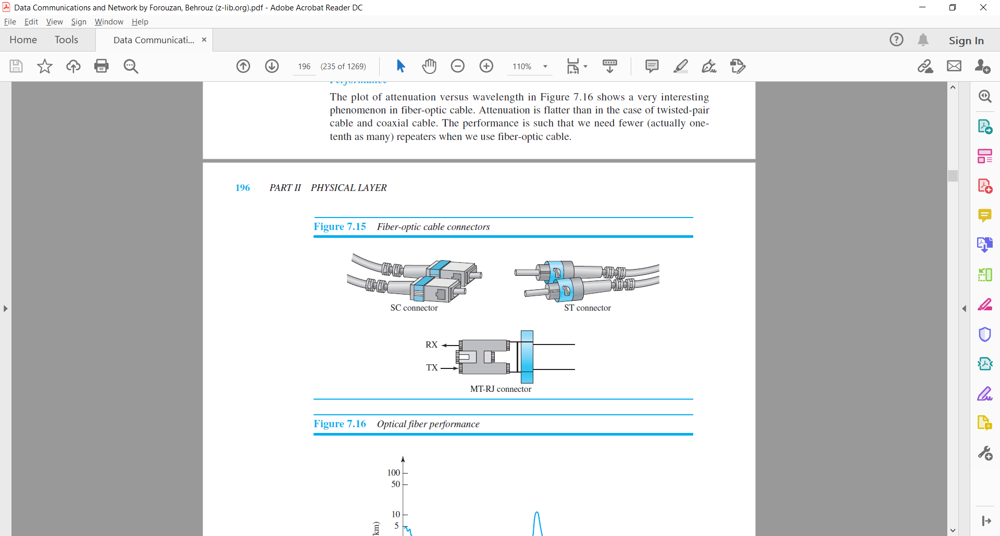 Data Communications and Network by Forouzan, Behrouz (z-lib.org).pdf - Adobe Acrobat Reader DC
File Edit View Sign Window Help
Home Tools Data Communicati... × Sign In
196 (235 of 1269) 110%
Performance
The plot of attenuation versus wavelength in Figure 7.16 shows a very interesting
phenomenon in fiber-optic cable. Attenuation is flatter than in the case of twisted-pair
cable and coaxial cable. The performance is such that we need fewer (actually one-
tenth as many) repeaters when we use fiber-optic cable.
196 PART II PHYSICAL LAYER
Figure 7.15 Fiber-optic cable connectors
SC connector ST connector
RX
TX
MT-RJ connector
Figure 7.16 Optical fiber performance
100
50
10
5
km)